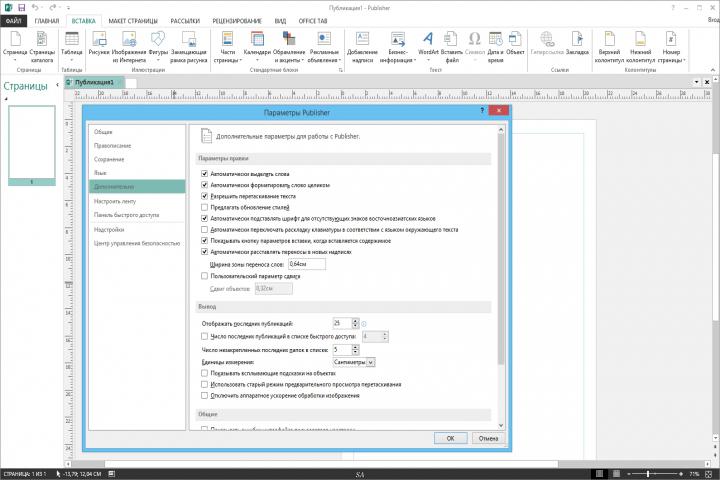 Публикация1 - Publisher
?
ФАЙЛ ГЛАВНАЯ ВСТАВКА МАКЕТ СТРАНИЦЫ РАССЫЛКИ РЕЦЕНЗИРОВАНИЕ ВИД OFFICE TAB
Страница Страницы каталога
Таблица
Рисунки Изображения из Интернета Фигуры Замещающая рамка рисунка
Части страницы Календари Обрамление и акценты Рекламные объявления
Добавление надписи Бизнес-информация WordArt Вставить файл Символ Дата и время Объект
Гиперссылка Закладка
Верхний колонтитул Нижний колонтитул Номер страницы
Страницы Таблицы Иллюстрации Стандартные блоки Текст Ссылки Колонтитулы
Страницы
1
Публикация1
Параметры Publisher
Общие
Правописание
Сохранение
Язык
Дополнительно
Настроить ленту
Панель быстрого доступа
Надстройки
Центр управления безопасностью
Дополнительные параметры для работы с Publisher.
Параметры правки
Автоматически выделять слова
Автоматически форматировать слово целиком
Разрешить перетаскивание текста
Предлагать обновление стилей
Автоматически подставлять шрифт для отсутствующих знаков восточноазиатских языков
Автоматически переключать раскладку клавиатуры в соответствии с языком окружающего текста
Показывать кнопку параметров вставки, когда вставляется содержимое
Автоматически расставлять переносы в новых надписях
Ширина зоны переноса слов: 0,64см
Пользовательский параметр сдвига
Сдвиг объектов 0,32см
Вывод
Отображать последних публикаций: 25
Число последних публикаций в списке быстрого доступа: 4
Число незакрепленных последних папок в списке: 5
Единицы измерения: Сантиметры
Показывать всплывающие подсказки на объектах
Использовать старый режим предварительного просмотра перетаскивания
Отключить аппаратное ускорение обработки изображения
Общие
ОК Отмена
СТРАНИЦА: 1 ИЗ 1 -13,79; 12,04 СМ SA 71%